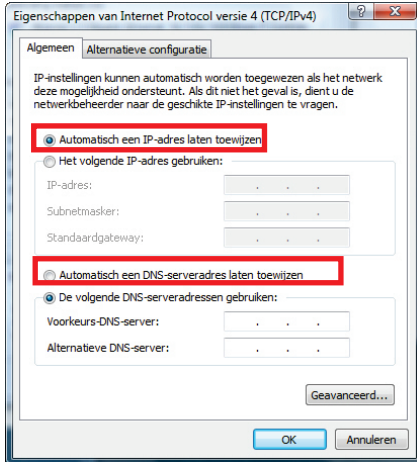 Eigenschappen van Internet Protocol versie 4 (TCP/IPv4)
Algemeen
Alternatieve configuratie
IP-instellingen kunnen automatisch worden toegewezen als het netwerk
deze mogelijkheid ondersteunt. Als dit niet het geval is, dient u de
netwerkbeheerder naar de geschikte IP-instellingen te vragen.
Automatisch een IP-adres laten toewijzen
Het volgende IP-adres gebruiken:
IP-adres:
Subnetmasker:
Standaardgateway:
Automatisch een DNS-serveradres laten toewijzen
De volgende DNS-serveradressen gebruiken:
Voorkeurs-DNS-server:
Alternatieve DNS-server:
Geavanceerd...
OK
Annuleren